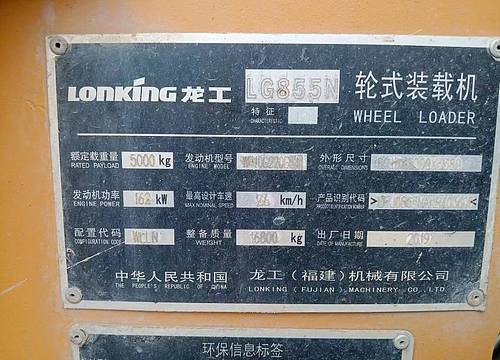 LONKING 龙工 LG855N 轮式装载机
特征
CHARACTERISTIC
WHEEL LOADER
额定载重量 5000 kg 发动机型号 外形尺寸
RATED PAYLOAD ENGINE MODEL OVERALL DIMENSIONS
发动机功率 162 kW 最高设计车速 km/h 产品识别代码
ENGINE POWER MAX NOMINAL SPEED PRODUCT IDENTIFICATION NUMBER
配置代码 整备质量 16800 kg 出厂日期 2019
CONFIGURATION CODE WEIGHT DATE
中华人民共和国 龙工(福建)机械有限公司
THE PEOPLE'S REPUBLIC OF CHINA LONKING (FUJIAN) MACHINERY CO., LTD.
环保信息标签